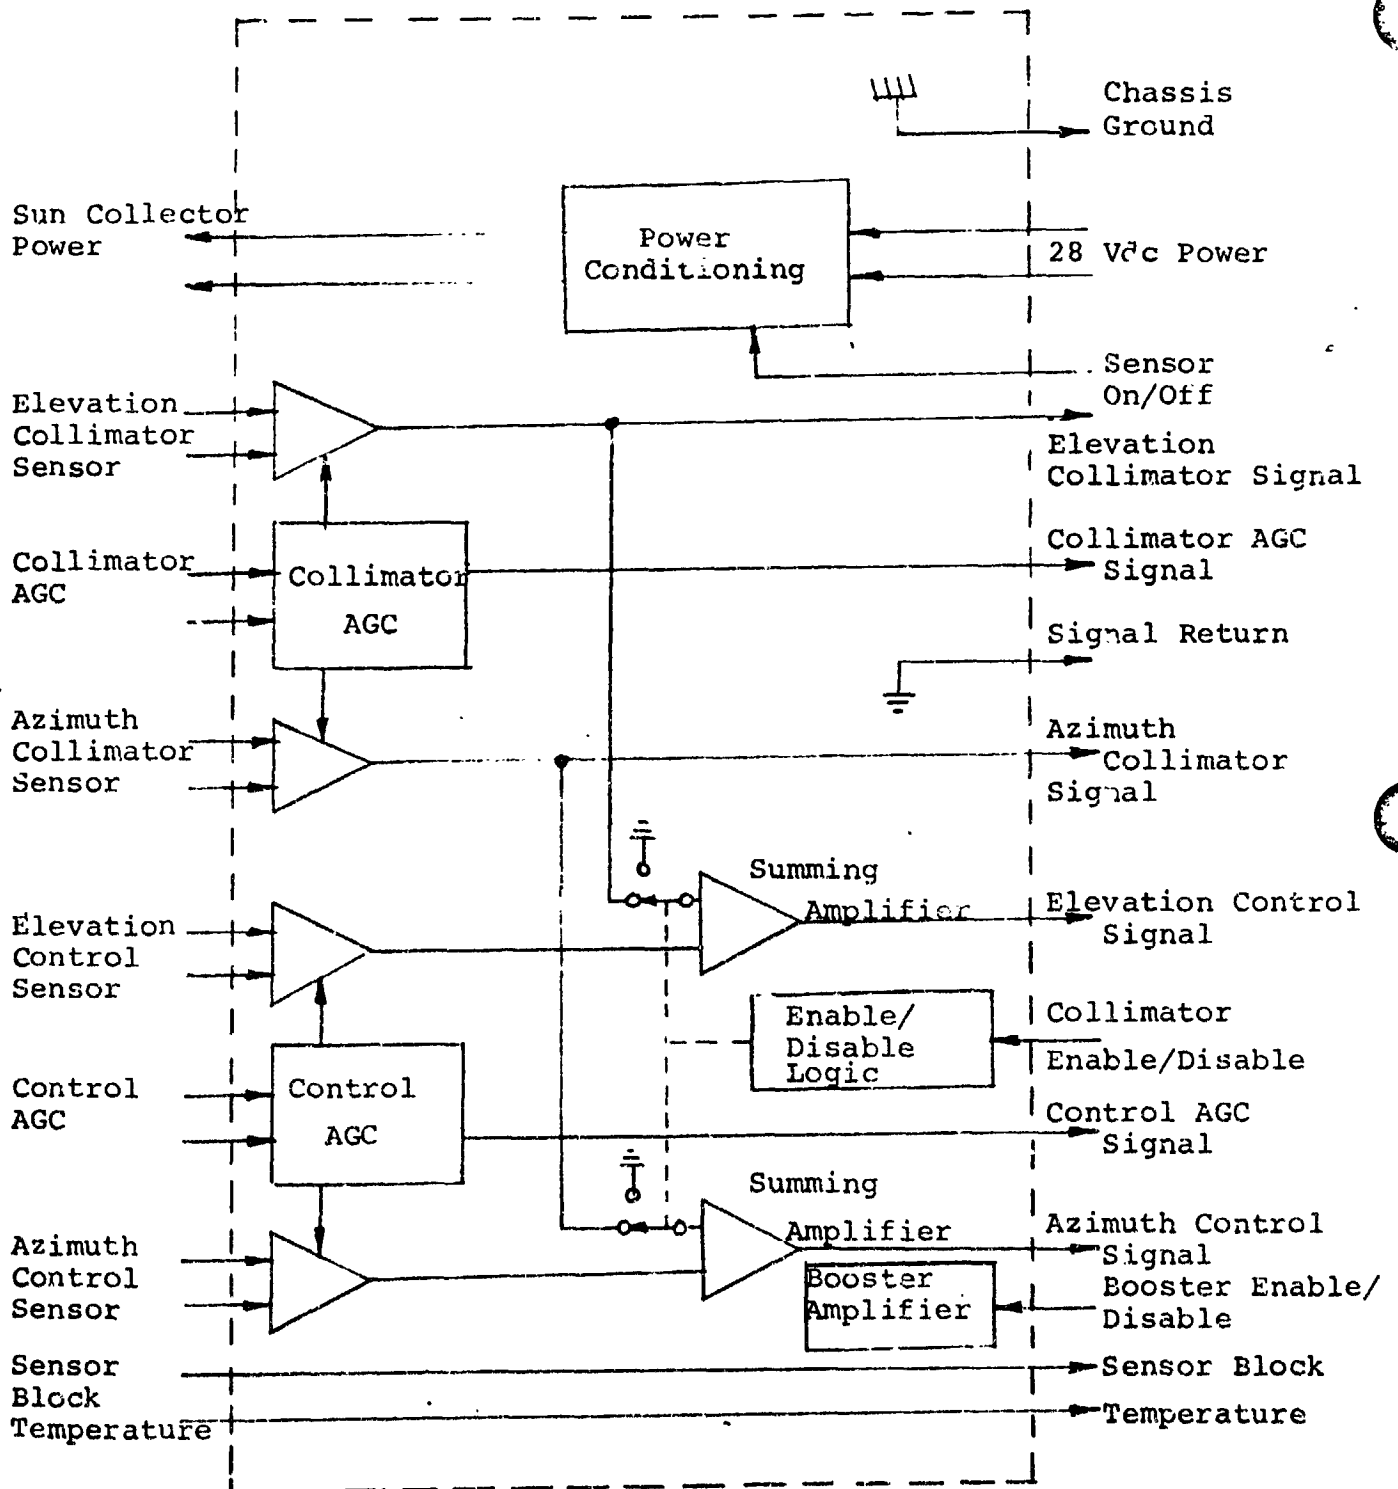 Chassis
Ground
Sun Collector
Power
Power
Conditioning
28 Vdc Power
Sensor
On/Off
Elevation
Collimator
Sensor
Elevation
Collimator Signal
Collimator
AGC
Collimator
AGC
Collimator AGC
Signal
Signal Return
Azimuth
Collimator
Sensor
Azimuth
Collimator
Signal
Summing
Amplifier
Elevation
Control
Sensor
Elevation Control
Signal
Enable/
Disable
Logic
Collimator
Enable/Disable
Control
AGC
Control
AGC
Control AGC
Signal
Summing
Amplifier
Azimuth
Control
Sensor
Azimuth Control
Signal
Booster
Amplifier
Booster Enable/
Disable
Sensor
Block
Temperature
Sensor Block
Temperature